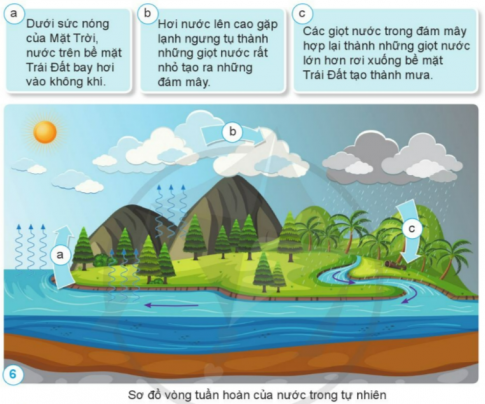 a
Dưới sức nóng
của Mặt Trời,
nước trên bề mặt
Trái Đất bay hơi
vào không khí.
b
Hơi nước lên cao gặp
lạnh ngưng tụ thành
những giọt nước rất
nhỏ tạo ra những
đám mây.
c
Các giọt nước trong đám mây
hợp lại thành những giọt nước
lớn hơn rơi xuống bề mặt
Trái Đất tạo thành mưa.
b
a
c
6
Sơ đồ vòng tuần hoàn của nước trong tự nhiên